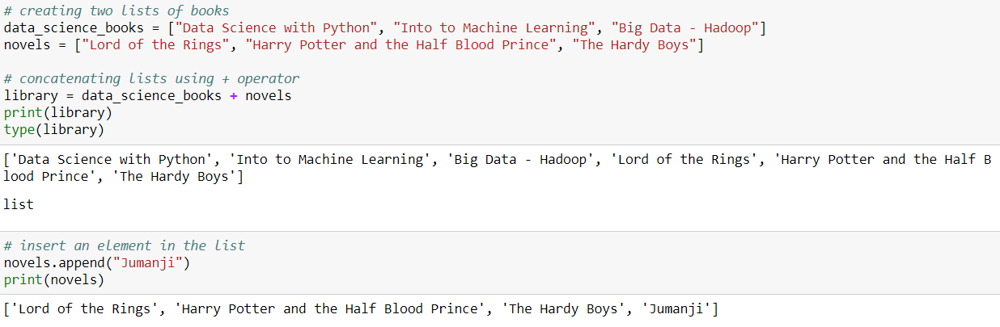 # creating two lists of books
data_science_books = ["Data Science with Python", "Into to Machine Learning", "Big Data - Hadoop"]
novels = ["Lord of the Rings", "Harry Potter and the Half Blood Prince", "The Hardy Boys"]
# concatenating lists using + operator
library = data_science_books + novels
print(library)
type(library)
['Data Science with Python', 'Into to Machine Learning', 'Big Data - Hadoop', 'Lord of the Rings', 'Harry Potter and the Half B
lood Prince', 'The Hardy Boys']
list
# insert an element in the list
novels.append("Jumanji")
print(novels)
['Lord of the Rings', 'Harry Potter and the Half Blood Prince', 'The Hardy Boys', 'Jumanji']